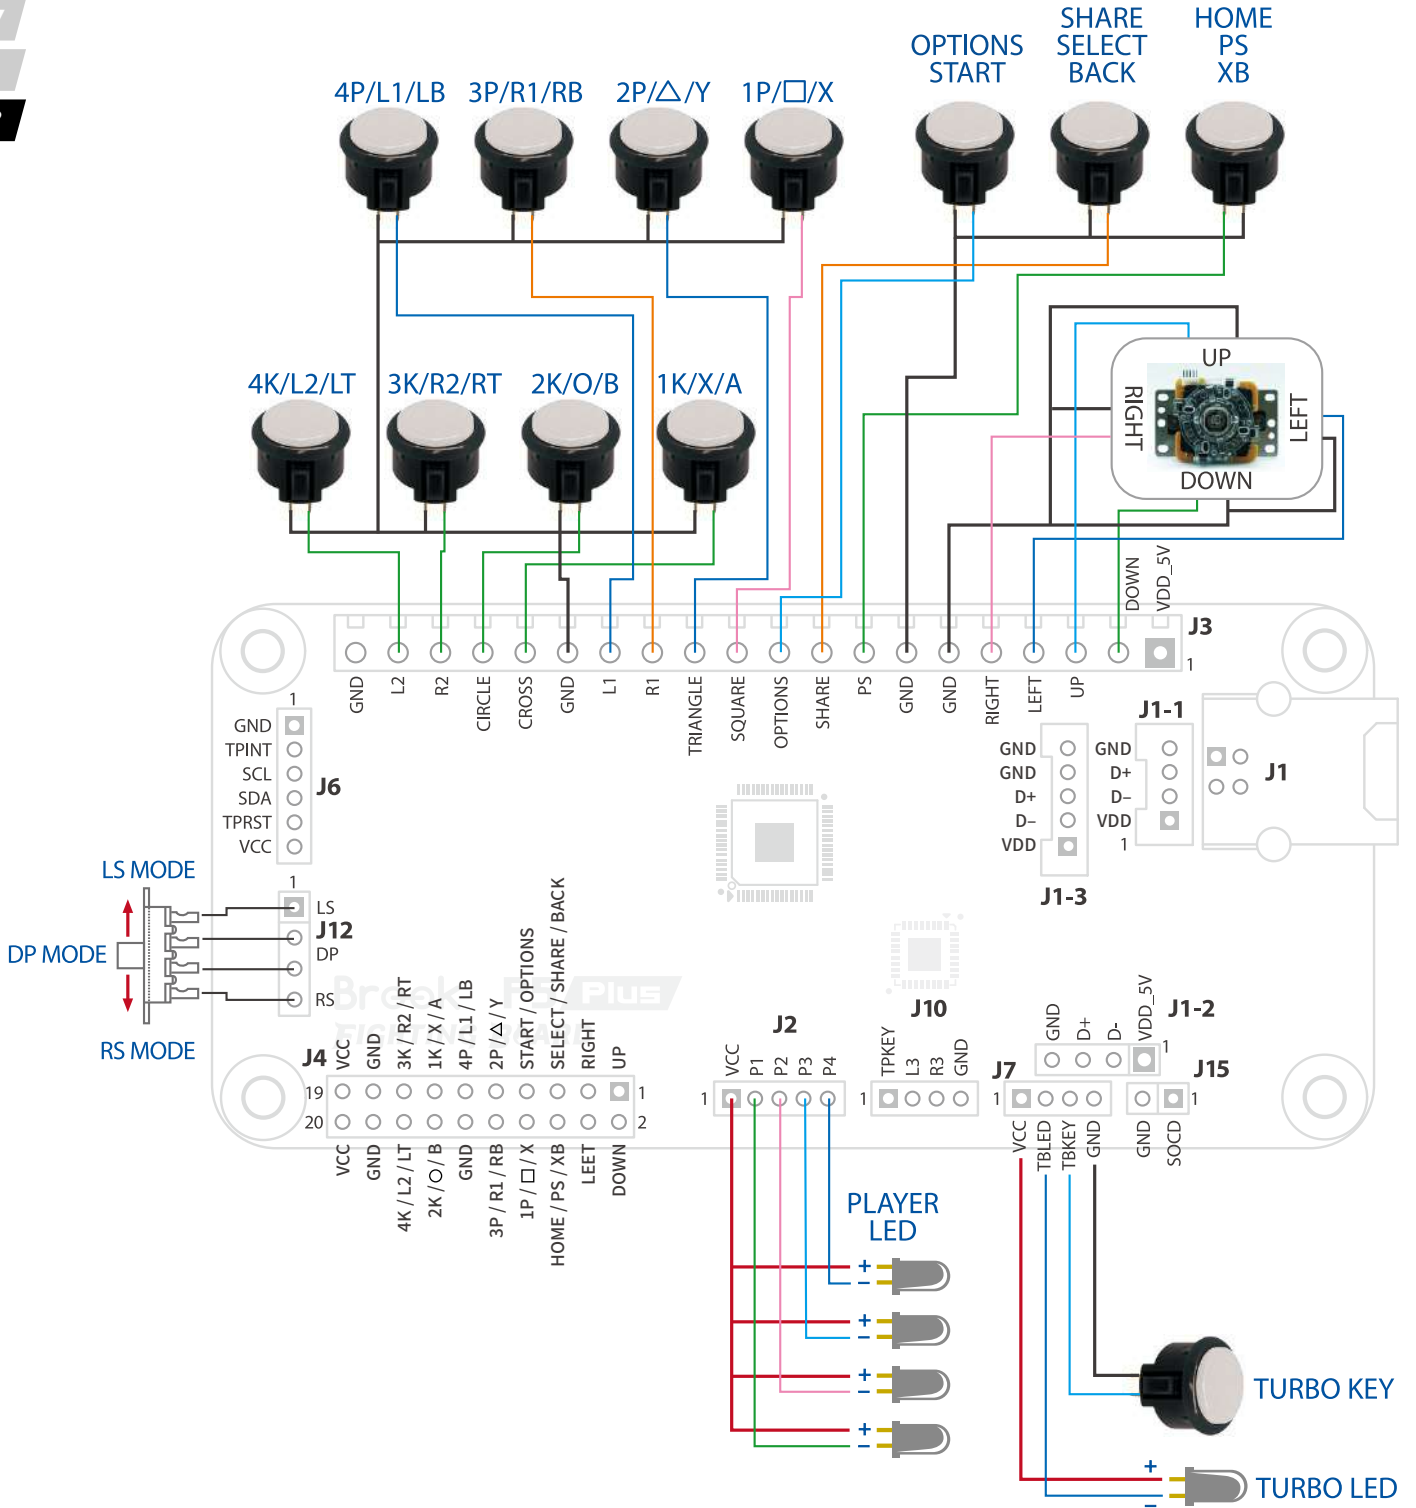 OPTIONS
START
SHARE
SELECT
BACK
HOME
PS
XB
4P/L1/LB
3P/R1/RB
2P/△/Y
1P/□/X
4K/L2/LT
3K/R2/RT
2K/O/B
1K/X/A
UP
RIGHT
LEFT
DOWN
DOWN
VDD_5V
J3
1
GND
L2
R2
CIRCLE
CROSS
GND
L1
R1
TRIANGLE
SQUARE
OPTIONS
SHARE
PS
GND
GND
RIGHT
LEFT
UP
1
GND
TPINT
SCL
SDA
TPRST
VCC
J6
J1-1
GND
D+
D–
VDD
1
GND
GND
D+
D–
VDD
J1-3
J1
LS MODE
DP MODE
RS MODE
1
LS
J12
DP
RS
Brook PS Plus
FIGHTING BOARD
J4
VCC
GND
3K / R2 / RT
1K / X / A
4P / L1 / LB
2P / △ / Y
START / OPTIONS
SELECT / SHARE / BACK
RIGHT
UP
19
1
20
2
VCC
GND
4K / L2 / LT
2K / O / B
GND
3P / R1 / RB
1P / □ / X
HOME / PS / XB
LEET
DOWN
J2
VCC
P1
P2
P3
P4
1
J10
TPKEY
L3
R3
GND
1
J1-2
GND
D+
D-
VDD_5V
1
J7
1
VCC
TBLED
TBKEY
GND
J15
1
GND
SOCD
PLAYER
LED
+
–
+
–
+
–
+
–
TURBO KEY
+
–
TURBO LED